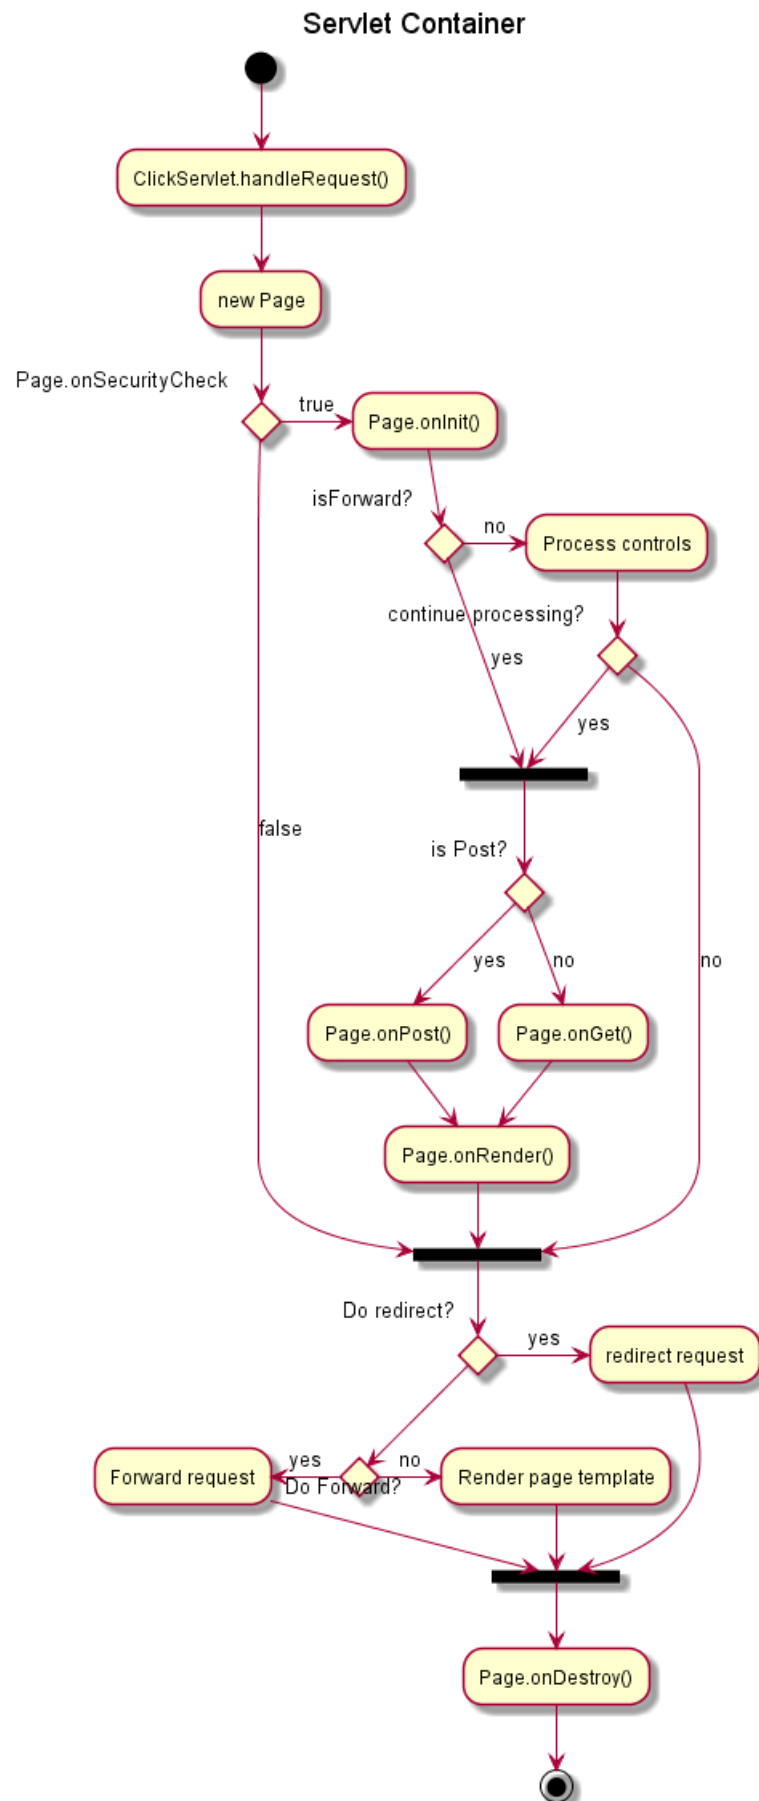 Servlet Container
ClickServlet.handleRequest()
new Page
Page.onSecurityCheck
true
Page.onInit()
isForward?
no
Process controls
continue processing?
yes
yes
false
is Post?
yes
no
no
Page.onPost()
Page.onGet()
Page.onRender()
Do redirect?
yes
redirect request
Forward request
yes
Do Forward?
no
Render page template
Page.onDestroy()